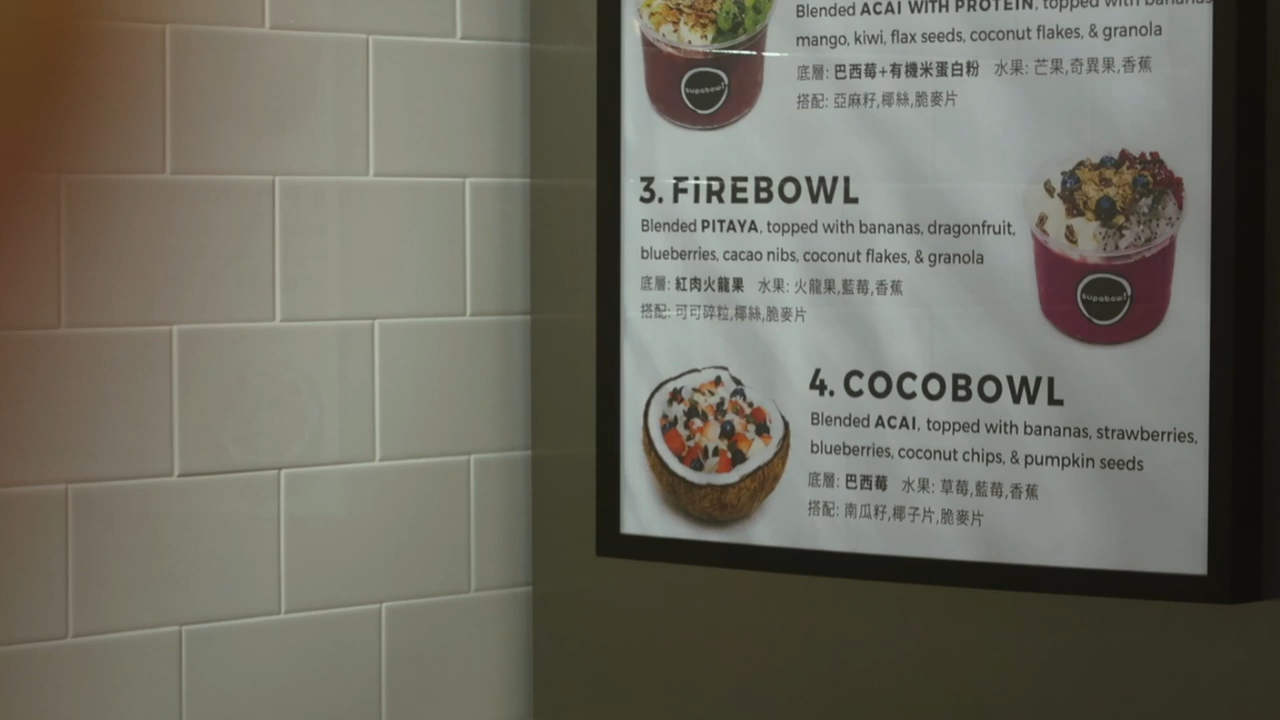 Blended ACAI WITH PROTEIN, topped with bananas
mango, kiwi, flax seeds, coconut flakes, & granola
底層: 巴西莓+有機米蛋白粉 水果: 芒果,奇異果,香蕉
搭配: 亞麻籽,椰絲,脆麥片
supabowl
3. FIREBOWL
Blended PITAYA, topped with bananas, dragonfruit,
blueberries, cacao nibs, coconut flakes, & granola
底層: 紅肉火龍果 水果: 火龍果,藍莓,香蕉
搭配: 可可碎粒,椰絲,脆麥片
supabowl
4. COCOBOWL
Blended ACAI, topped with bananas, strawberries,
blueberries, coconut chips, & pumpkin seeds
底層: 巴西莓 水果: 草莓,藍莓,香蕉
搭配: 南瓜籽,椰子片,脆麥片